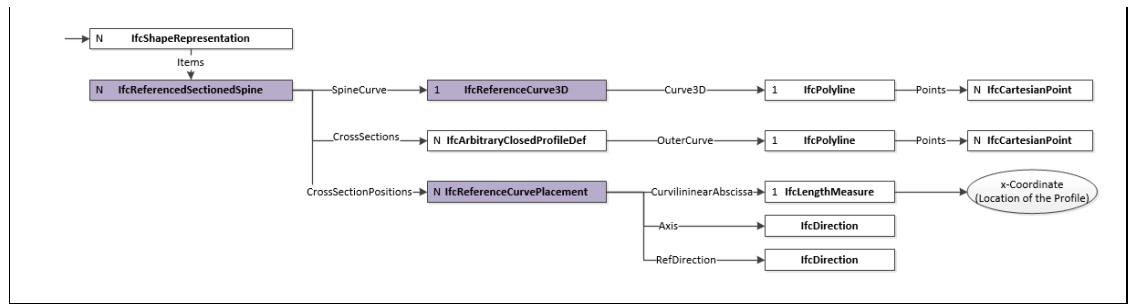 N IfcShapeRepresentation
Items
N IfcReferencedSectionedSpine
SpineCurve
1 IfcReferenceCurve3D
Curve3D
1 IfcPolyline
Points
N IfcCartesianPoint
CrossSections
N IfcArbitraryClosedProfileDef
OuterCurve
1 IfcPolyline
Points
N IfcCartesianPoint
CrossSectionPositions
N IfcReferenceCurvePlacement
CurvilininearAbscissa
1 IfcLengthMeasure
x-Coordinate
(Location of the Profile)
Axis
IfcDirection
RefDirection
IfcDirection